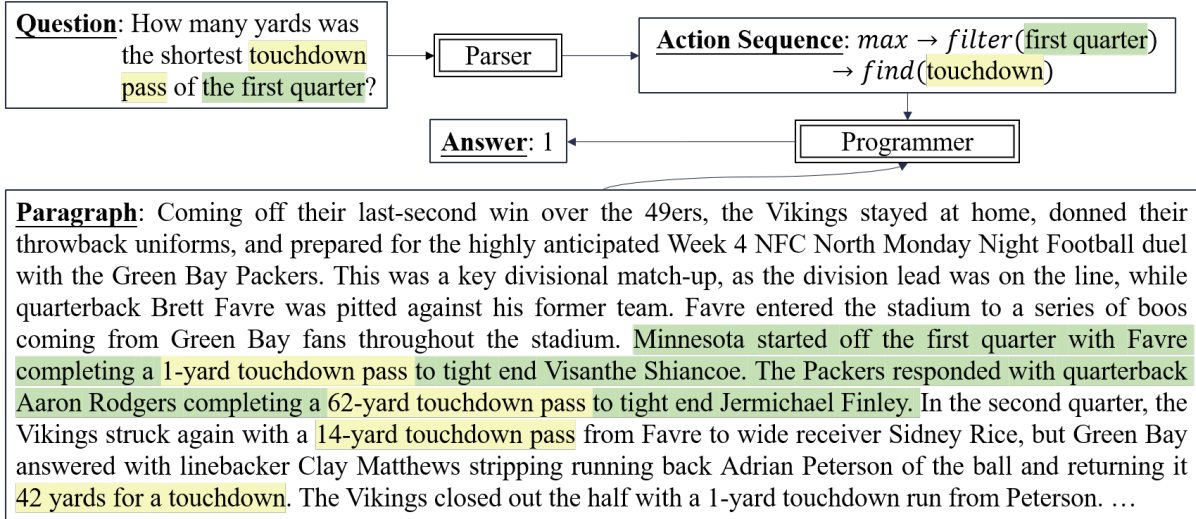 Question: How many yards was
the shortest touchdown
pass of the first quarter?
Parser
Action Sequence: max → filter(first quarter)
→ find(touchdown)
Answer: 1
Programmer
Paragraph: Coming off their last-second win over the 49ers, the Vikings stayed at home, donned their
throwback uniforms, and prepared for the highly anticipated Week 4 NFC North Monday Night Football duel
with the Green Bay Packers. This was a key divisional match-up, as the division lead was on the line, while
quarterback Brett Favre was pitted against his former team. Favre entered the stadium to a series of boos
coming from Green Bay fans throughout the stadium. Minnesota started off the first quarter with Favre
completing a 1-yard touchdown pass to tight end Visanthe Shiancoe. The Packers responded with quarterback
Aaron Rodgers completing a 62-yard touchdown pass to tight end Jermichael Finley. In the second quarter, the
Vikings struck again with a 14-yard touchdown pass from Favre to wide receiver Sidney Rice, but Green Bay
answered with linebacker Clay Matthews stripping running back Adrian Peterson of the ball and returning it
42 yards for a touchdown. The Vikings closed out the half with a 1-yard touchdown run from Peterson. …